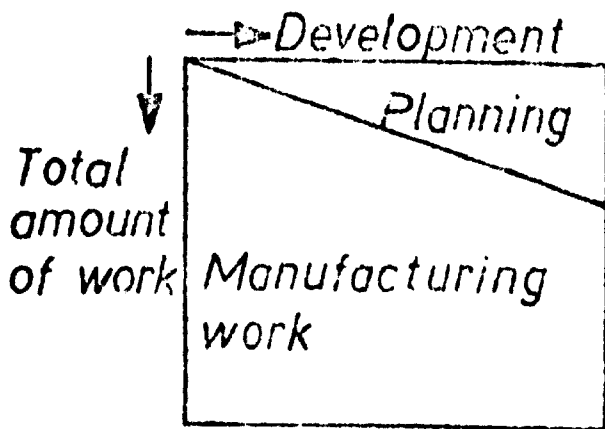 Development
Planning
Total
amount
of work
Manufacturing
work